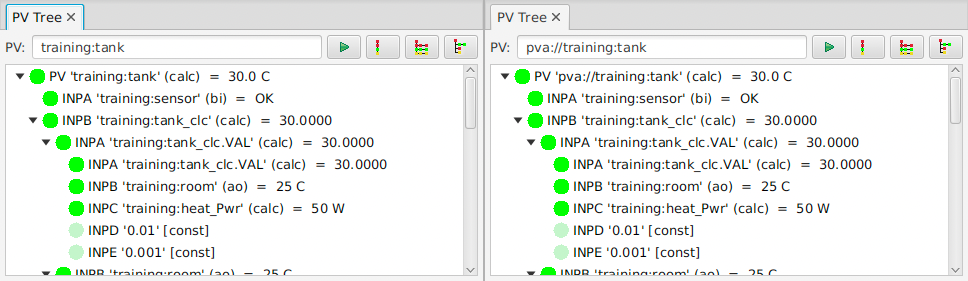 PV Tree
PV: training:tank
PV 'training:tank' (calc) = 30.0 C
INPA 'training:sensor' (bi) = OK
INPB 'training:tank_clc' (calc) = 30.0000
INPA 'training:tank_clc.VAL' (calc) = 30.0000
INPA 'training:tank_clc.VAL' (calc) = 30.0000
INPB 'training:room' (ao) = 25 C
INPC 'training:heat_Pwr' (calc) = 50 W
INPD '0.01' [const]
INPE '0.001' [const]
INPB 'training:room' (ao) = 25 C
PV Tree
PV: pva://training:tank
PV 'pva://training:tank' (calc) = 30.0 C
INPA 'training:sensor' (bi) = OK
INPB 'training:tank_clc' (calc) = 30.0000
INPA 'training:tank_clc.VAL' (calc) = 30.0000
INPA 'training:tank_clc.VAL' (calc) = 30.0000
INPB 'training:room' (ao) = 25 C
INPC 'training:heat_Pwr' (calc) = 50 W
INPD '0.01' [const]
INPE '0.001' [const]
INPB 'training:room' (ao) = 25 C